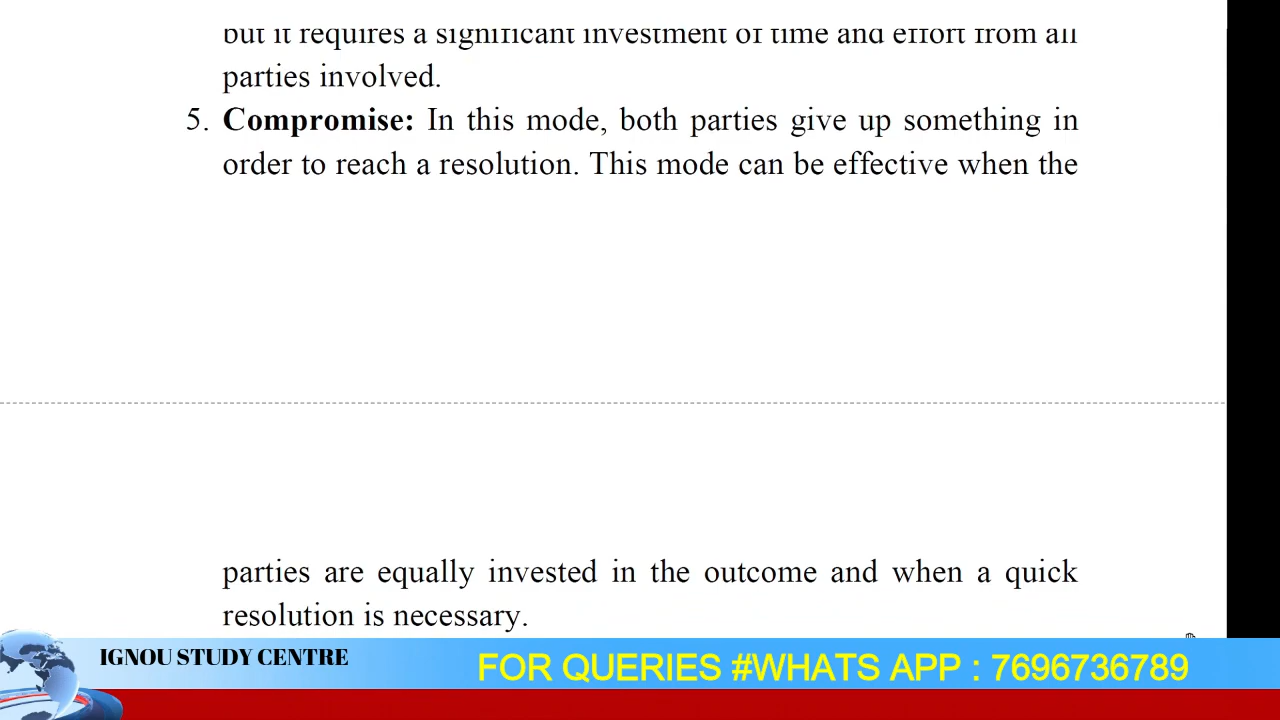 but it requires a significant investment of time and effort from all
parties involved.
5. Compromise: In this mode, both parties give up something in
order to reach a resolution. This mode can be effective when the
parties are equally invested in the outcome and when a quick
resolution is necessary.
IGNOU STUDY CENTRE
FOR QUERIES #WHATS APP : 7696736789